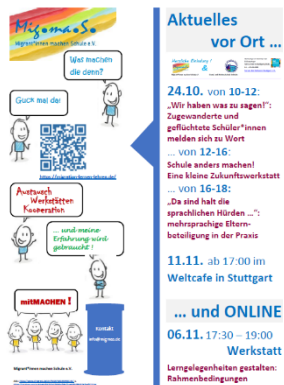 Mig.ma.S.
Migrant*innen machen Schule e.V.
Was machen
die denn?
Guck mal da!
Austausch
Werkstätten
Kooperation
... und meine
Erfahrung wird
gebraucht!
mitMACHEN!
Kontakt
Migrant*innen machen Schule e.V.
Aktuelles
vor Ort ...
24.10. von 10-12:
„Wir haben was zu sagen!“:
Zugewanderte und
geflüchtete Schüler*innen
melden sich zu Wort
... von 12-16:
Schule anders machen!
Eine kleine Zukunftswerkstatt
... von 16-18:
„Da sind halt die
sprachlichen Hürden ...“:
mehrsprachige Eltern-
beteiligung in der Praxis
11.11. ab 17:00 im
Weltcafe in Stuttgart
... und ONLINE
06.11. 17:30 – 19:00
Werkstatt
Lerngelegenheiten gestalten:
Rahmenbedingungen